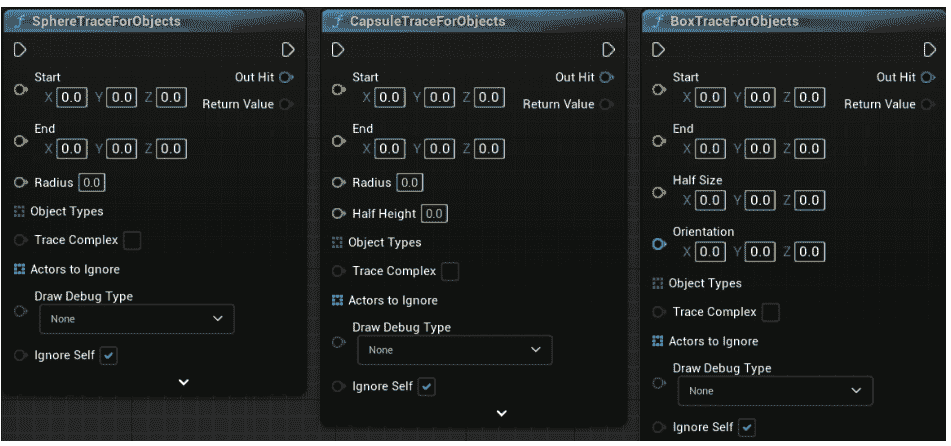 f SphereTraceForObjects
Start
Out Hit
X 0.0 Y 0.0 Z 0.0
Return Value
End
X 0.0 Y 0.0 Z 0.0
Radius 0.0
Object Types
Trace Complex
Actors to Ignore
Draw Debug Type
None
Ignore Self
f CapsuleTraceForObjects
Start
Out Hit
X 0.0 Y 0.0 Z 0.0
Return Value
End
X 0.0 Y 0.0 Z 0.0
Radius 0.0
Half Height 0.0
Object Types
Trace Complex
Actors to Ignore
Draw Debug Type
None
Ignore Self
f BoxTraceForObjects
Start
Out Hit
X 0.0 Y 0.0 Z 0.0
Return Value
End
X 0.0 Y 0.0 Z 0.0
Half Size
X 0.0 Y 0.0 Z 0.0
Orientation
X 0.0 Y 0.0 Z 0.0
Object Types
Trace Complex
Actors to Ignore
Draw Debug Type
None
Ignore Self